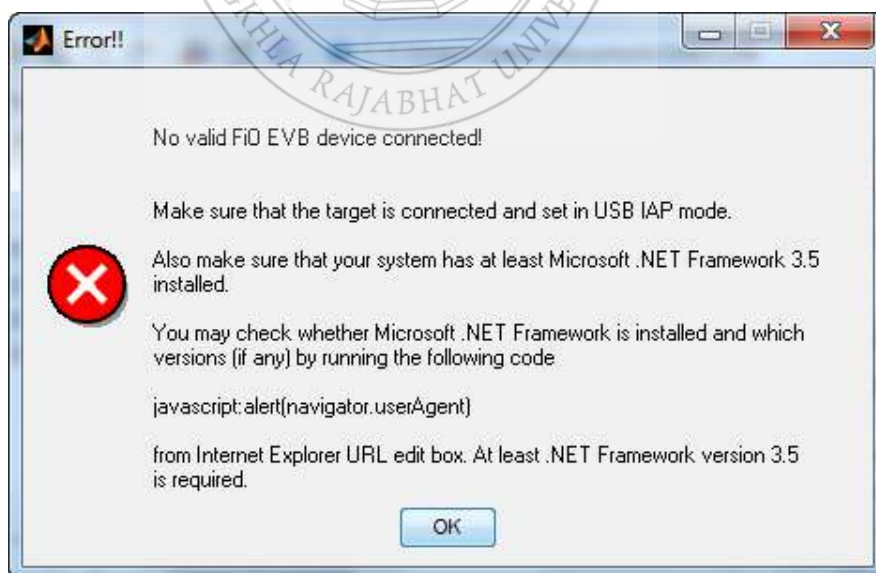 RAJABHAT
Error!!
No valid FiO EVB device connected!
Make sure that the target is connected and set in USB IAP mode.
Also make sure that your system has at least Microsoft .NET Framework 3.5
installed.
You may check whether Microsoft .NET Framework is installed and which
versions (if any) by running the following code
javascript:alert(navigator.userAgent)
from Internet Explorer URL edit box. At least .NET Framework version 3.5
is required.
OK